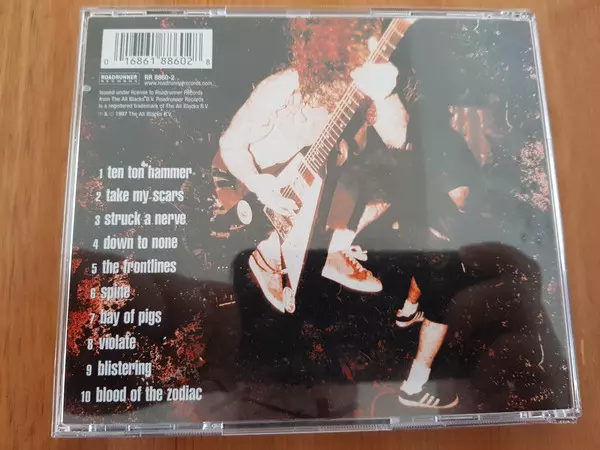 0 16861 88602 8
ROADRUNNER
RECORDS
RR 8860-2
www.roadrunnerrecords.com
Issued under license to Roadrunner Records
from The All Blacks B.V. Roadrunner Records
is a registered trademark of The All Blacks B.V.
℗ & © 1997 The All Blacks B.V.
1 ten ton hammer
2 take my scars
3 struck a nerve
4 down to none
5 the frontlines
6 spine
7 bay of pigs
8 violate
9 blistering
10 blood of the zodiac